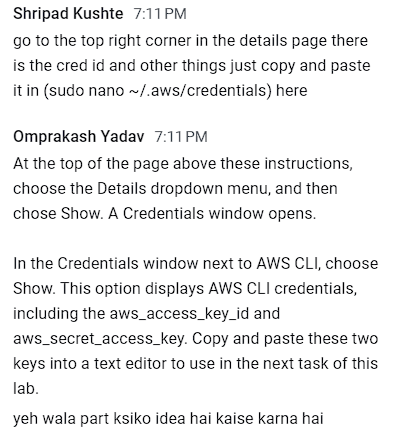 Shripad Kushte 7:11 PM
go to the top right corner in the details page there
is the cred id and other things just copy and paste
it in (sudo nano ~/.aws/credentials) here
Omprakash Yadav 7:11 PM
At the top of the page above these instructions,
choose the Details dropdown menu, and then
chose Show. A Credentials window opens.
In the Credentials window next to AWS CLI, choose
Show. This option displays AWS CLI credentials,
including the aws_access_key_id and
aws_secret_access_key. Copy and paste these two
keys into a text editor to use in the next task of this
lab.
yeh wala part ksiko idea hai kaise karna hai